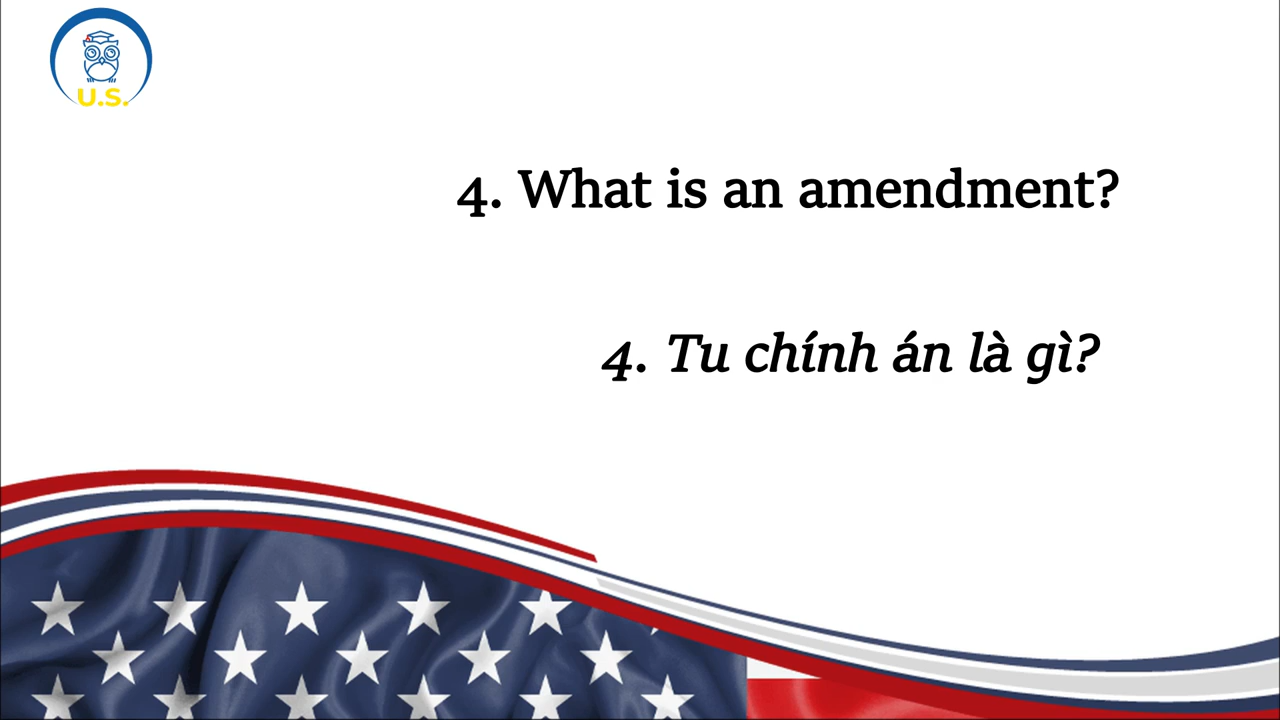 U.S.
4. What is an amendment?
4. Tu chính án là gì?